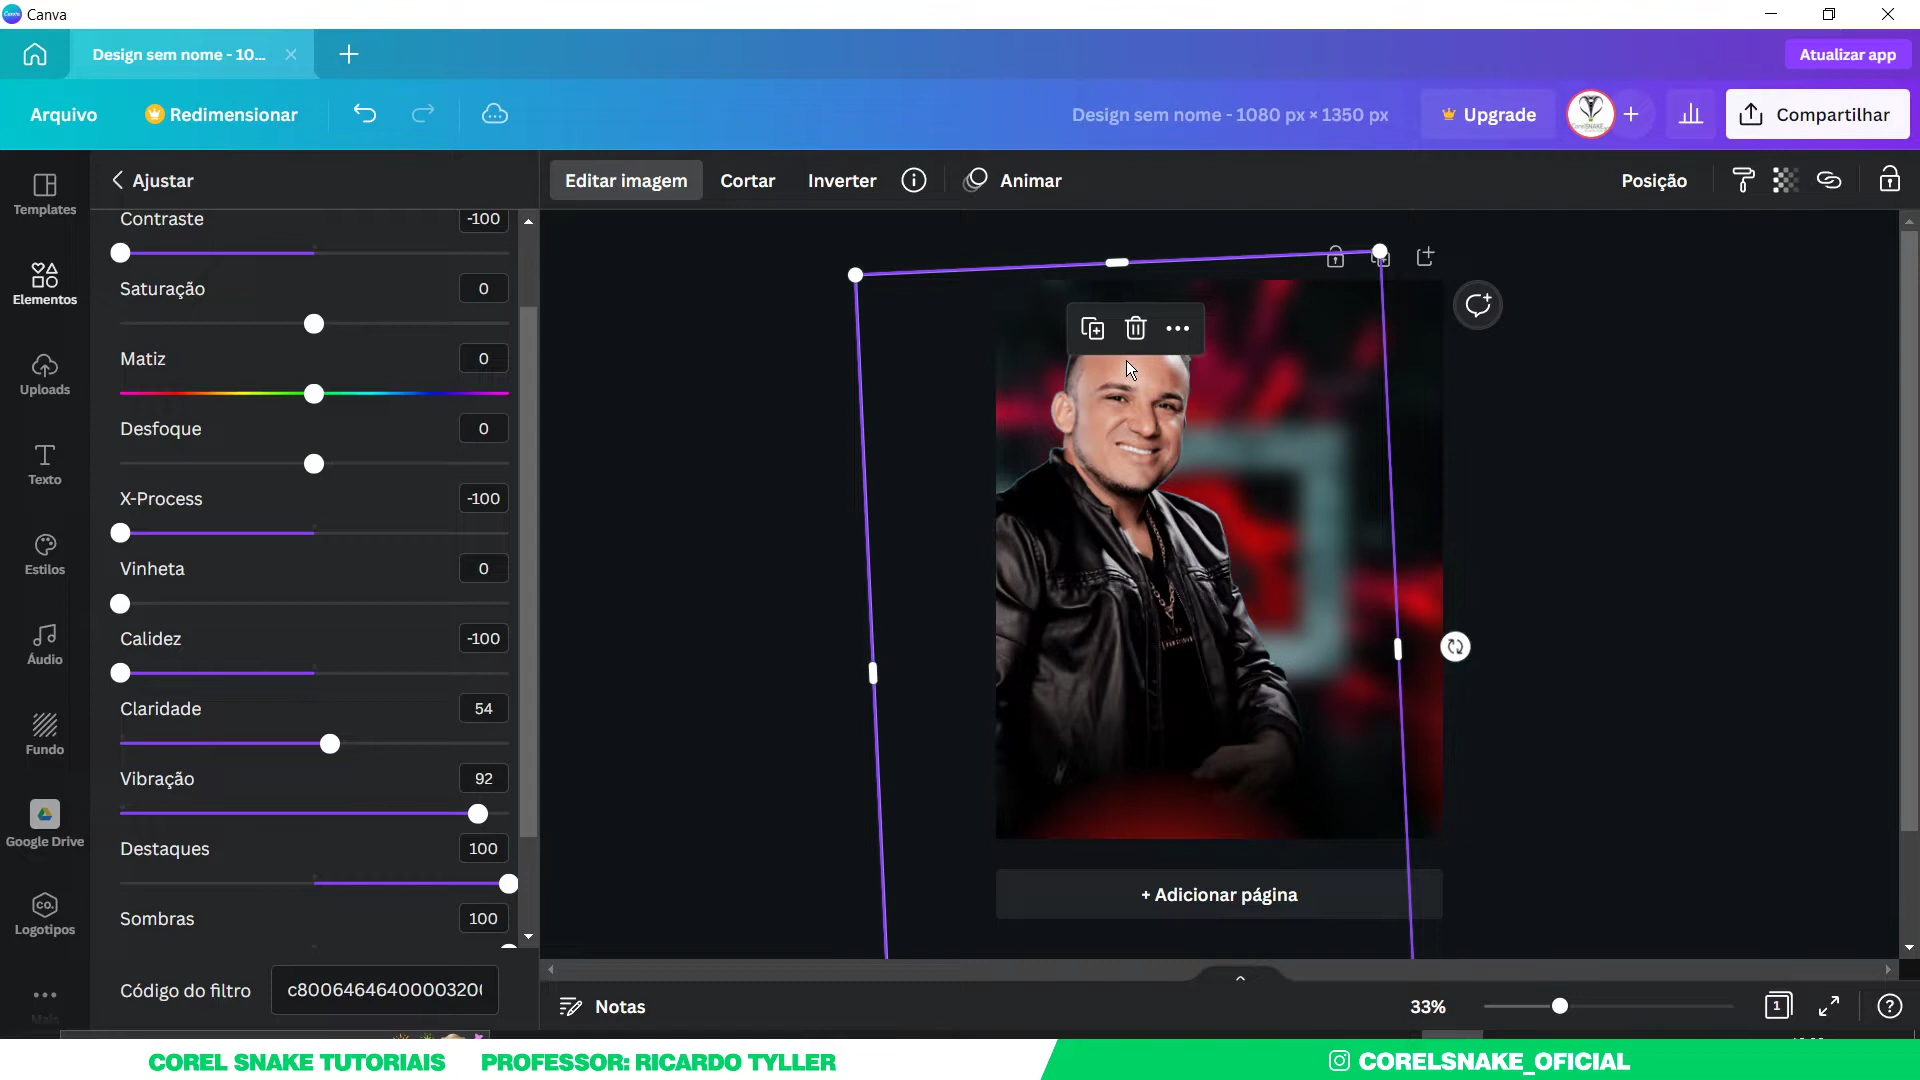 Canva
Design sem nome - 10...
Atualizar app
Arquivo
Redimensionar
Design sem nome - 1080 px × 1350 px
Upgrade
Compartilhar
Templates
Elementos
Uploads
Texto
Estilos
Áudio
Fundo
Google Drive
CO.
Logotipos
Mais
Ajustar
Contraste -100
Saturação 0
Matiz 0
Desfoque 0
X-Process -100
Vinheta 0
Calidez -100
Claridade 54
Vibração 92
Destaques 100
Sombras 100
Código do filtro
Editar imagem
Cortar
Inverter
Animar
Posição
+ Adicionar página
Notas
33%
1
COREL SNAKE TUTORIAIS PROFESSOR: RICARDO TYLLER
CORELSNAKE_OFICIAL